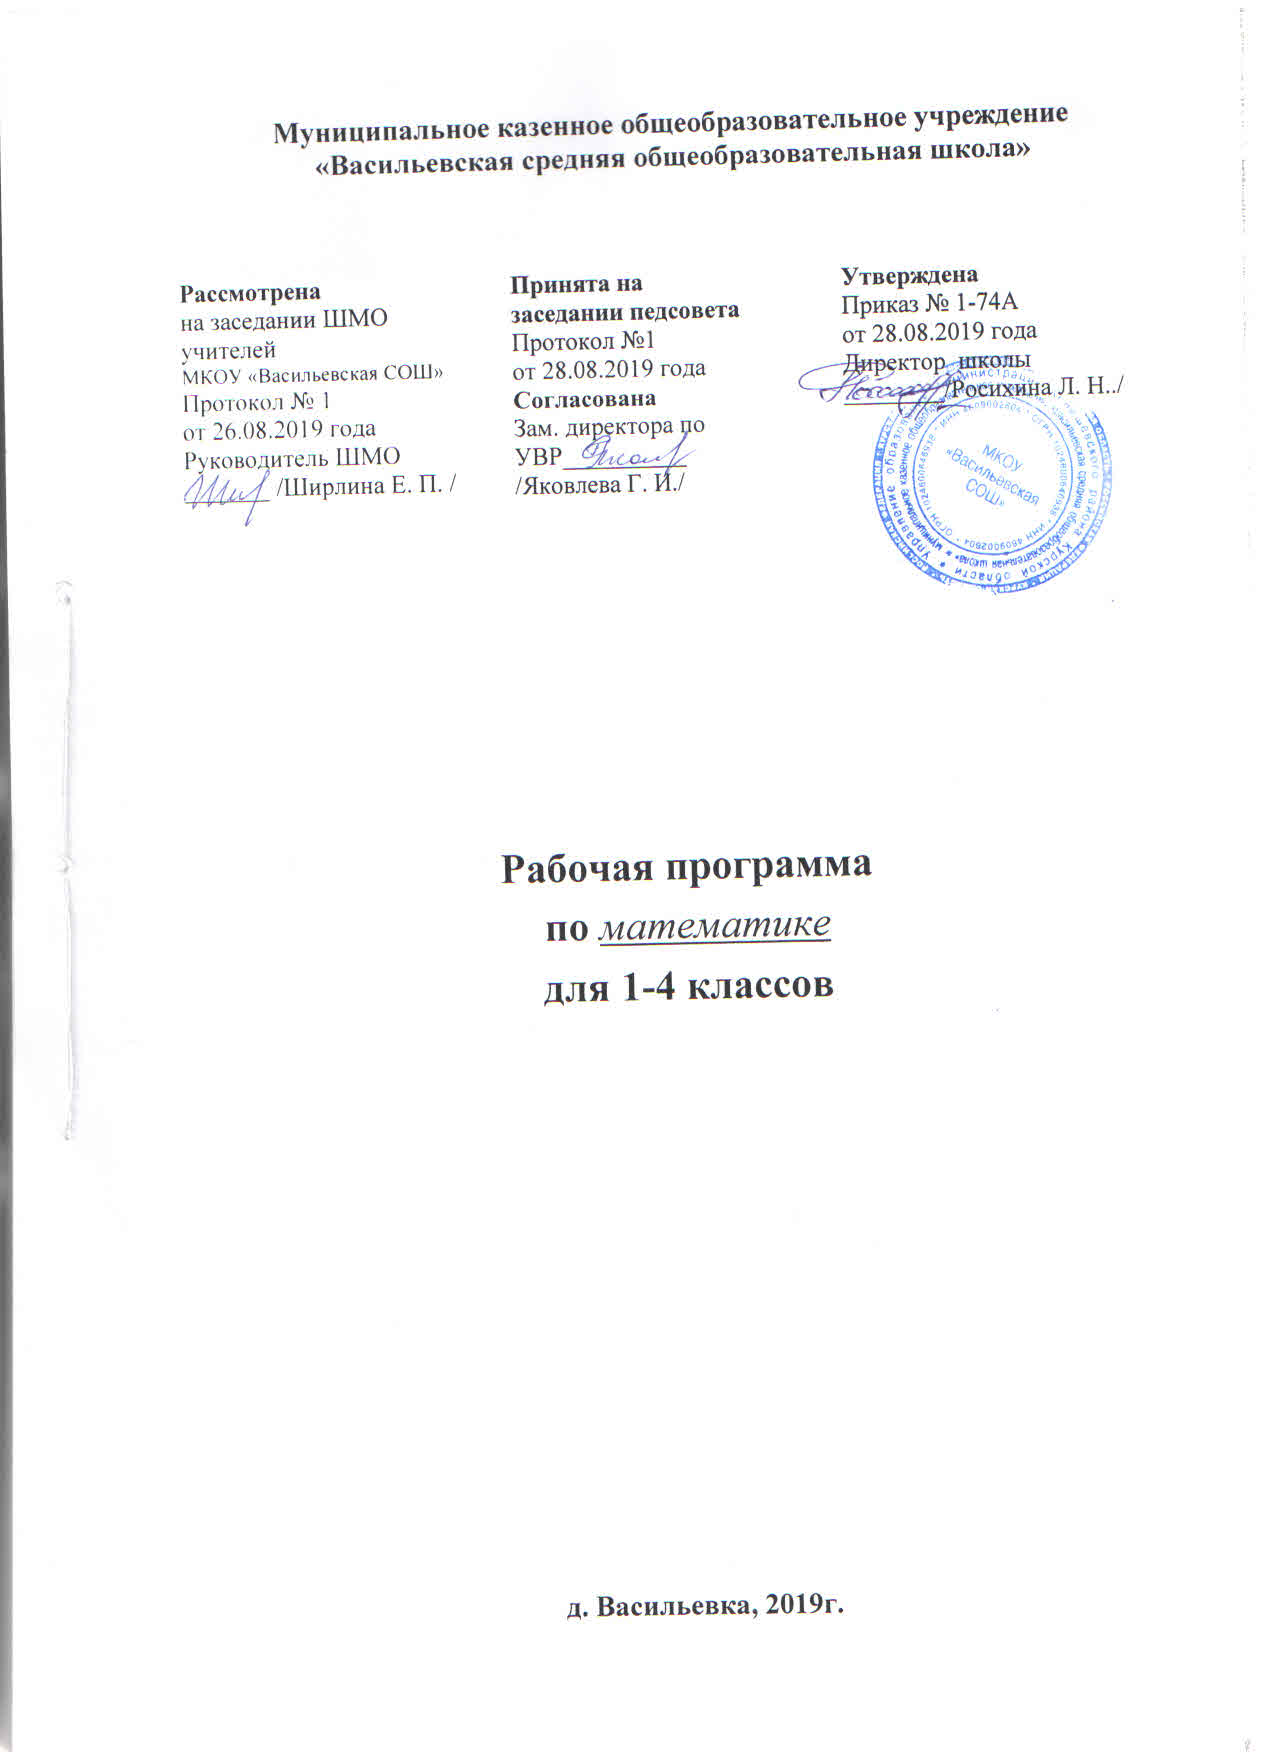 Муниципальное казенное общеобразовательное учреждение
«Васильевская средняя общеобразовательная школа»
Рассмотрена
на заседании ШМО
учителей
МКОУ «Васильевская СОШ»
Протокол № 1
от 26.08.2019 года
Руководитель ШМО
/Ширлина Е. П. /
Принята на
заседании педсовета
Протокол №1
от 28.08.2019 года
Согласована
Зам. директора по
УВР
/Яковлева Г. И./
Утверждена
Приказ № 1-74А
от 28.08.2019 года
Директор школы
/Росихина Л. Н../
МКОУ
«Васильевская
СОШ»
Рабочая программа
по математике
для 1-4 классов
д. Васильевка, 2019г.